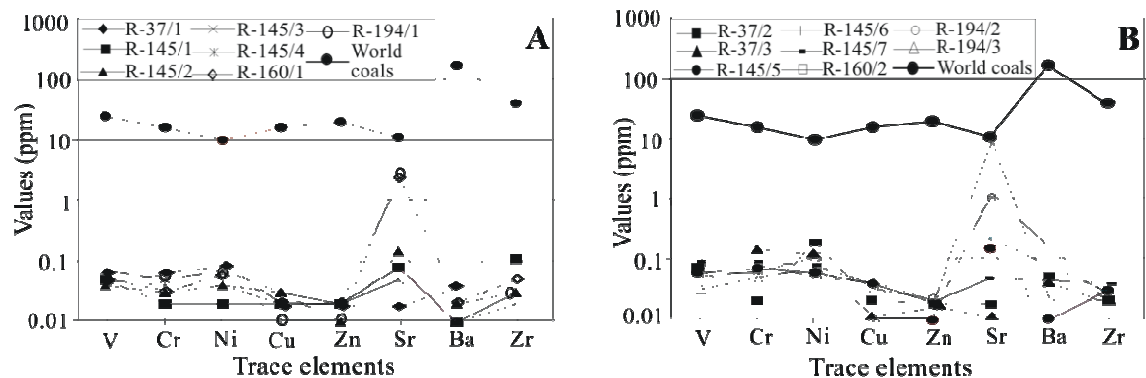 1000
100
10
1
0.1
0.01
Values (ppm)
R-37/1
R-145/1
R-145/2
R-145/3
R-145/4
R-160/1
R-194/1
World
coals
A
V Cr Ni Cu Zn Sr Ba Zr
Trace elements
1000
100
10
1
0.1
0.01
Values (ppm)
R-37/2
R-37/3
R-145/5
R-145/6
R-145/7
R-160/2
R-194/2
R-194/3
World coals
B
V Cr Ni Cu Zn Sr Ba Zr
Trace elements